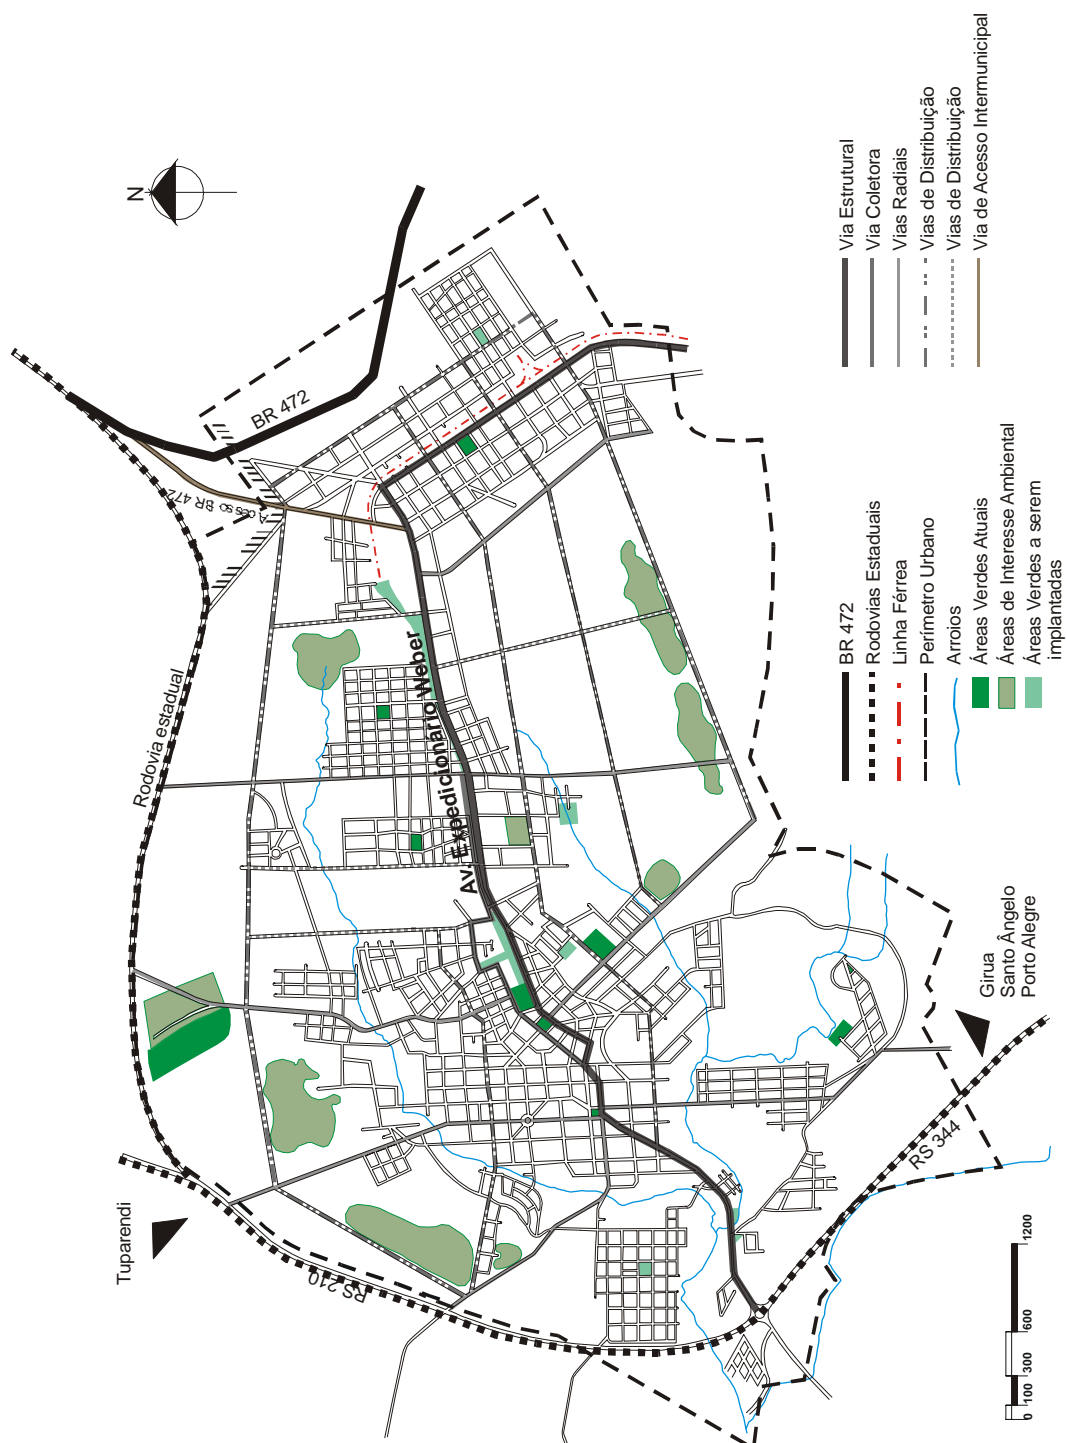 N
BR 472
Acesso BR 472
Rodovia estadual
Av. Expedicionário Weber
Tuparendi
RS 210
RS 344
Girua
Santo Ângelo
Porto Alegre
Via Estrutural
Via Coletora
Vias Radiais
Vias de Distribuição
Vias de Distribuição
Via de Acesso Intermunicipal
BR 472
Rodovias Estaduais
Linha Férrea
Perímetro Urbano
Arroios
Áreas Verdes Atuais
Áreas de Interesse Ambiental
Áreas Verdes a serem
implantadas
0 100 300 600 1200